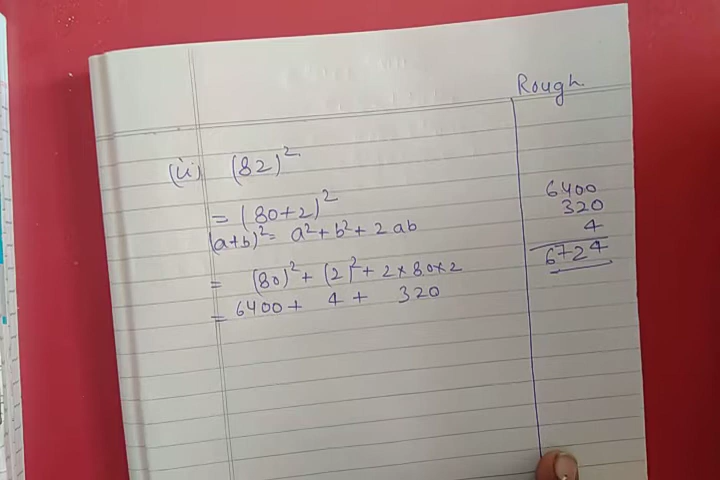 Rough
(ii) (82)².
= (80+2)²
(a+b)² = a² + b² + 2ab
= (80)² + (2)² + 2×80×2
= 6400 + 4 + 320
6400
320
4
6724